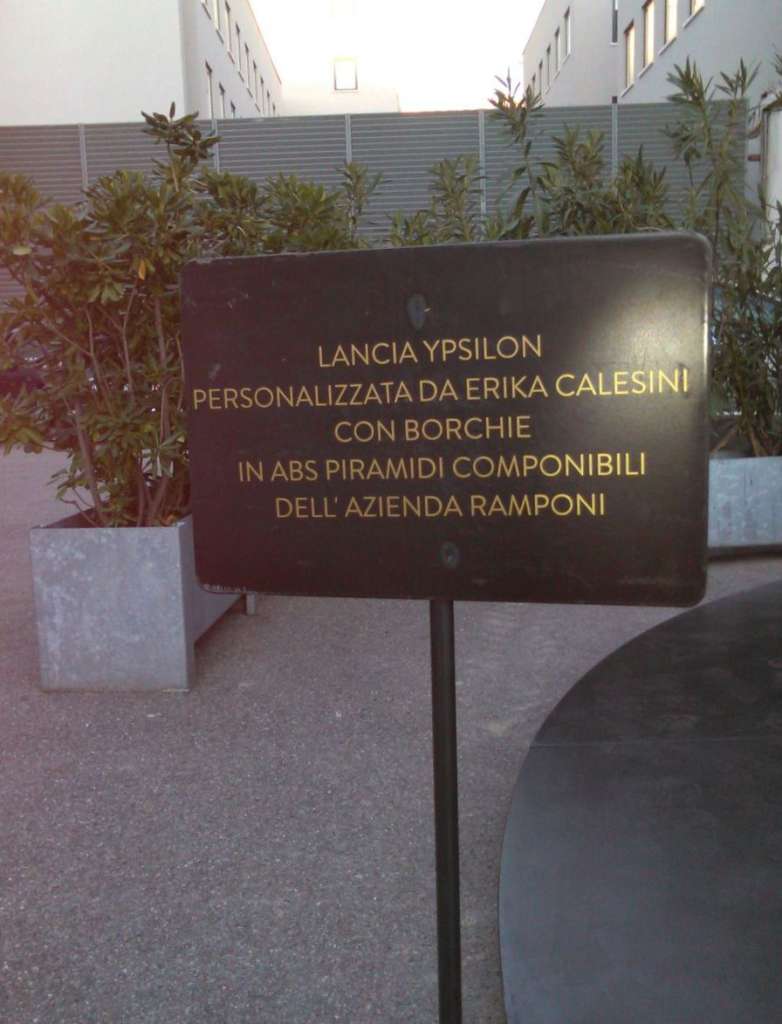 LANCIA YPSILON
PERSONALIZZATA DA ERIKA CALESINI
CON BORCHIE
IN ABS PIRAMIDI COMPONIBILI
DELL' AZIENDA RAMPONI